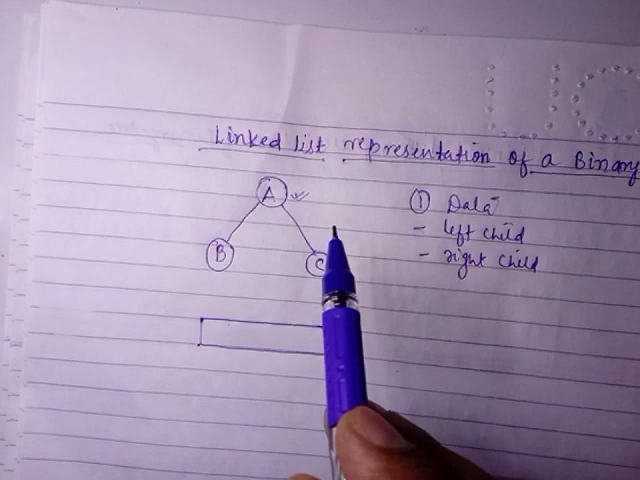 Linked list representation of a Binary
A
① Data
- left child
B
C
- right child